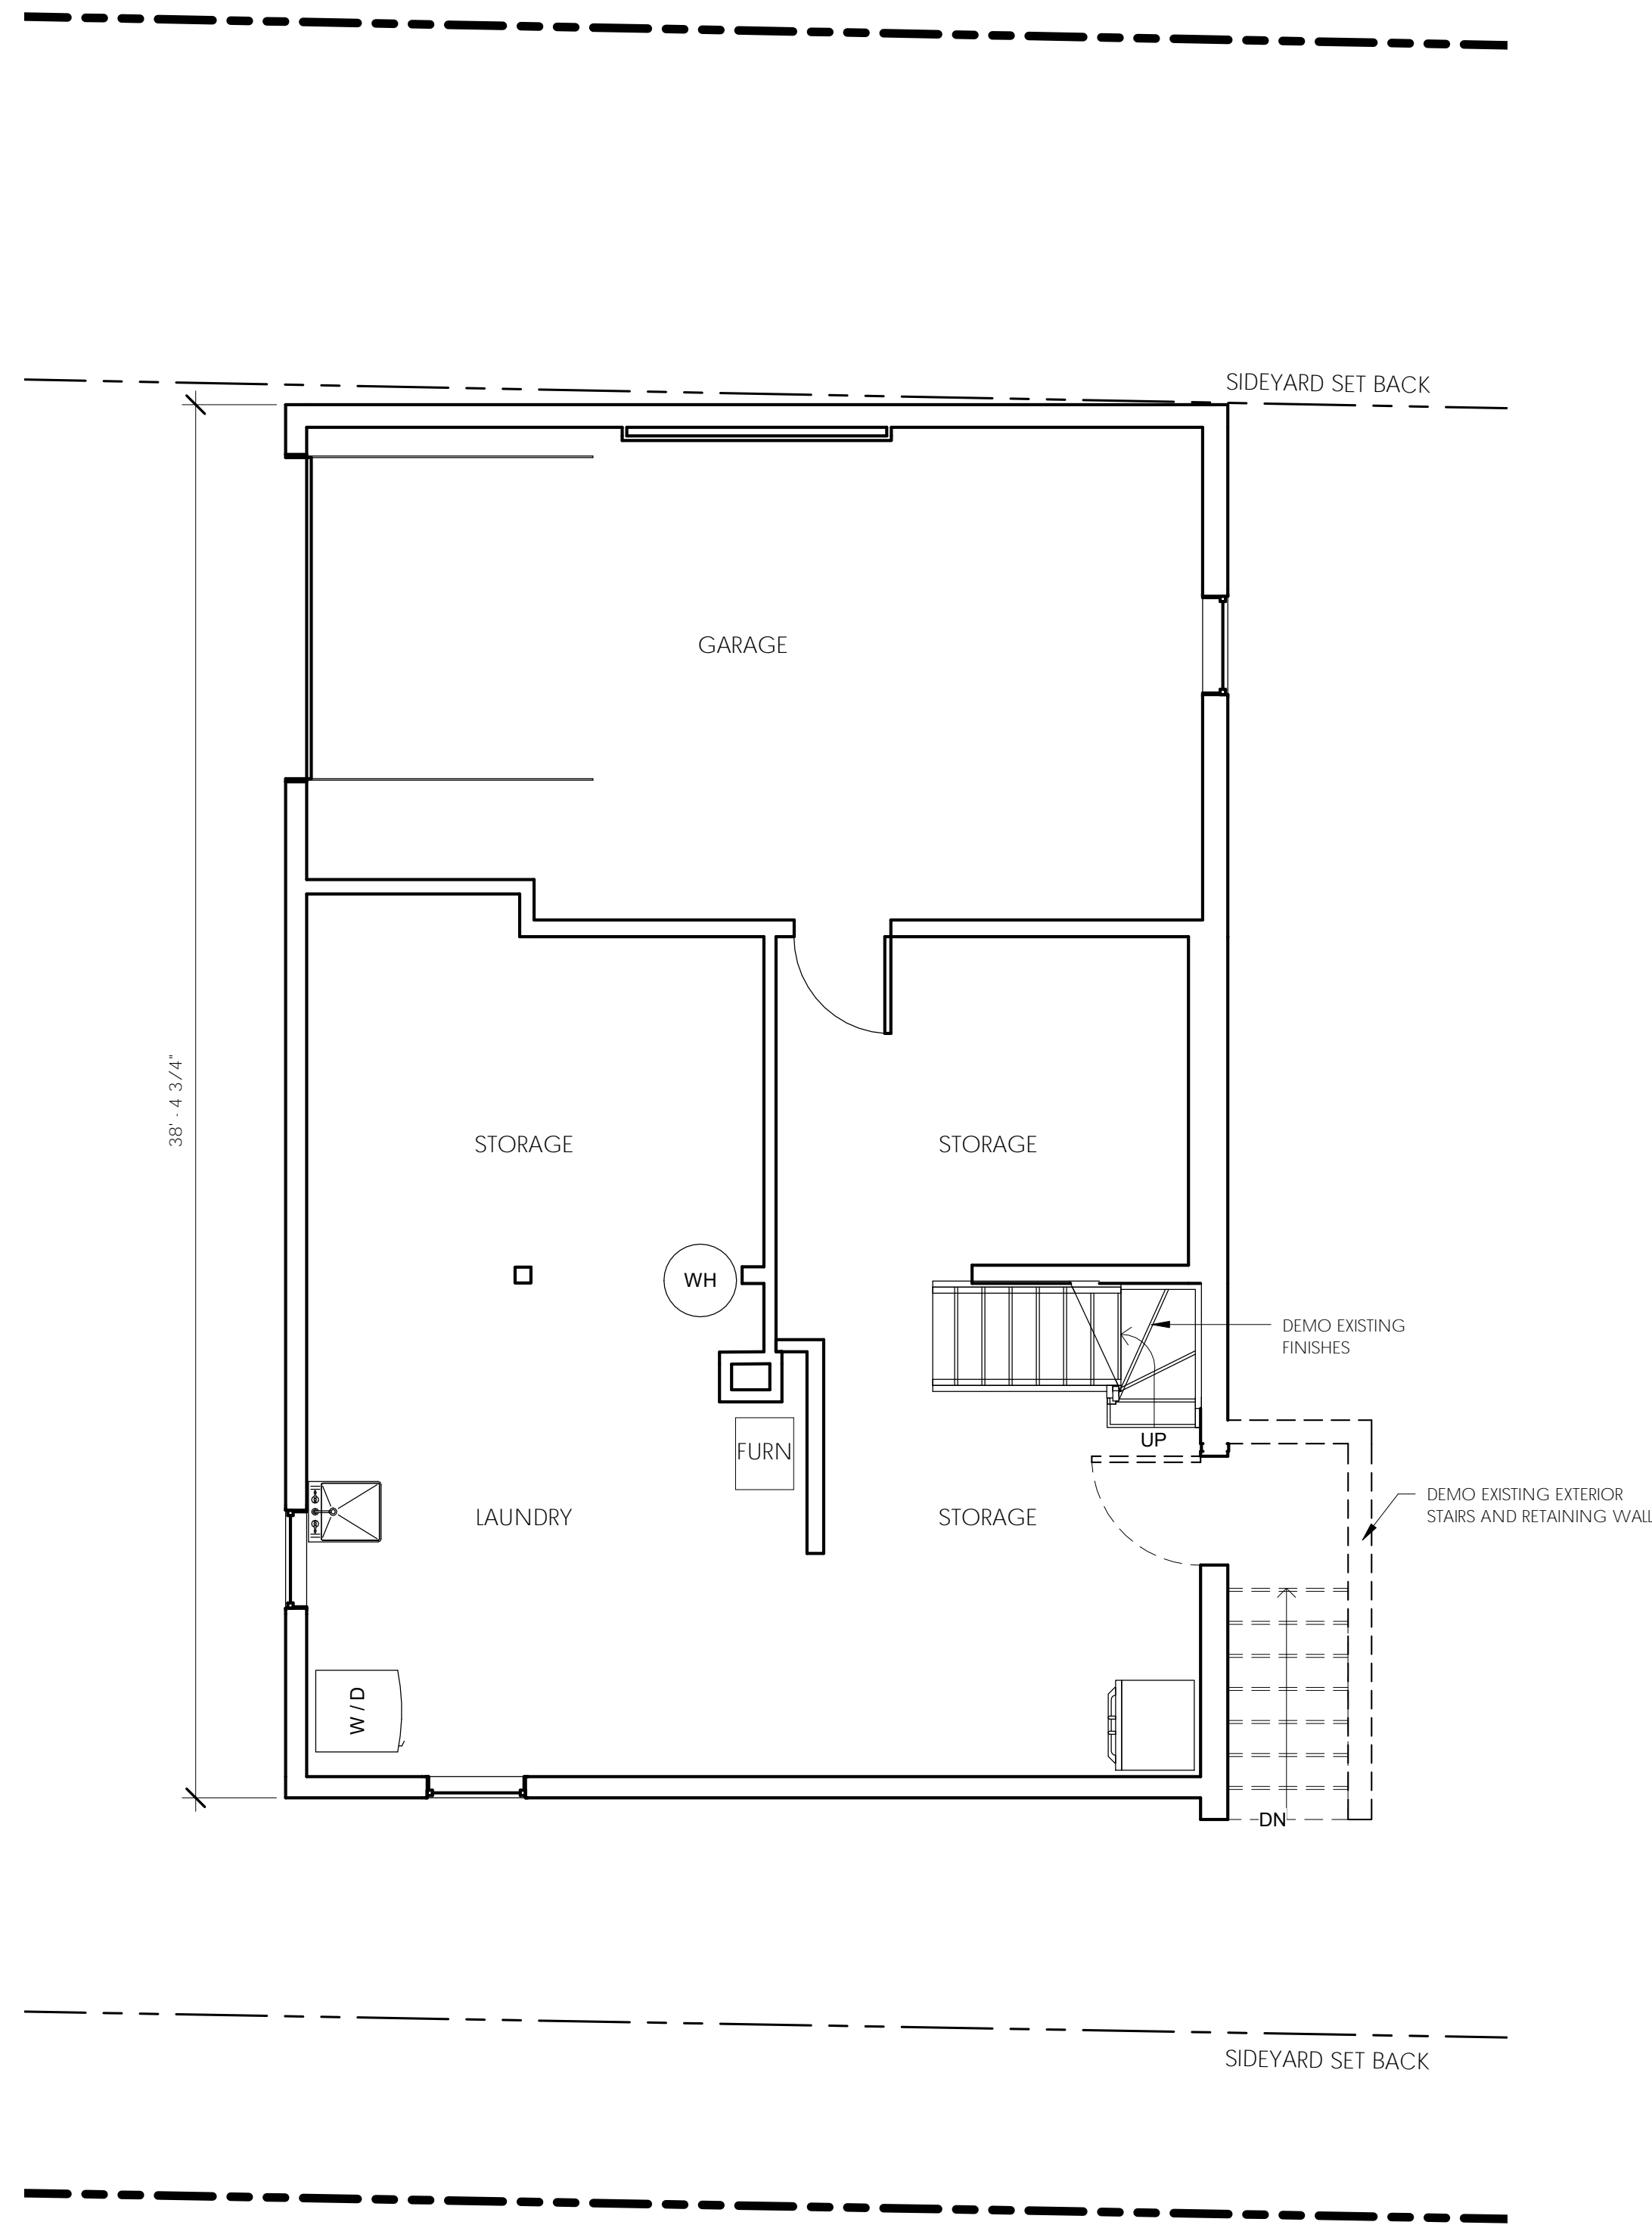 SIDEYARD SET BACK
GARAGE
38' - 4 3/4"
STORAGE
STORAGE
WH
DEMO EXISTING
FINISHES
UP
FURN
DEMO EXISTING EXTERIOR
STAIRS AND RETAINING WALL
LAUNDRY
STORAGE
W / D
DN
SIDEYARD SET BACK